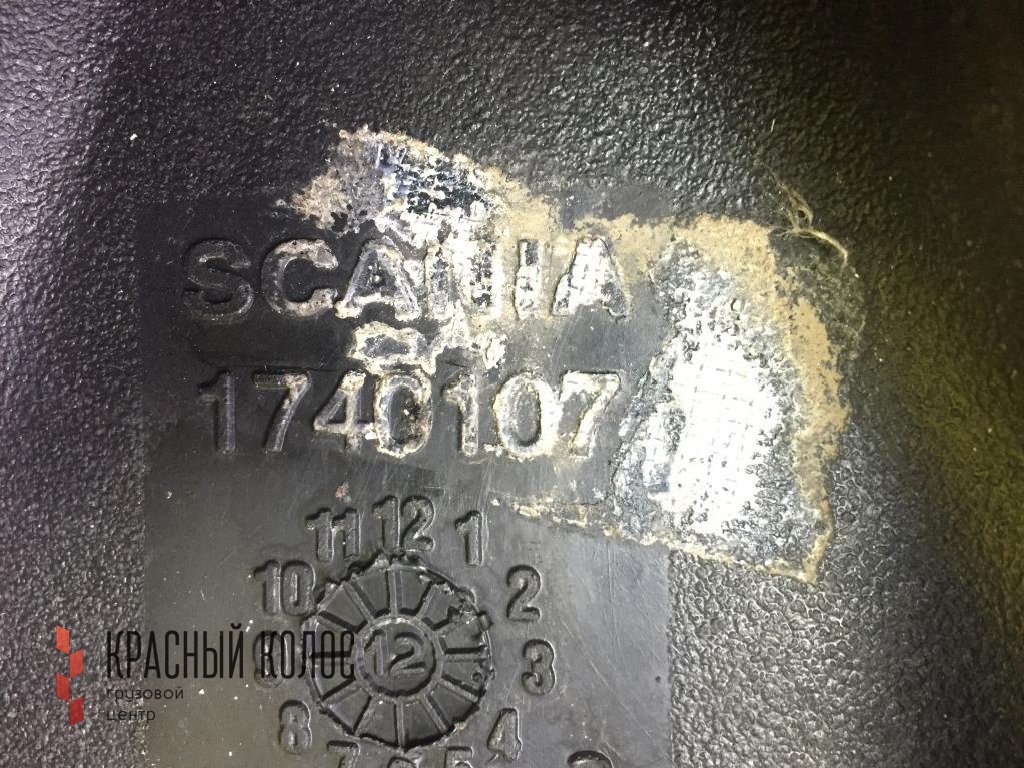 SCANIA
1740107
11 12 1
10 2
12 3
8 4
КРАСНЫЙ КОЛОС
грузовой
центр